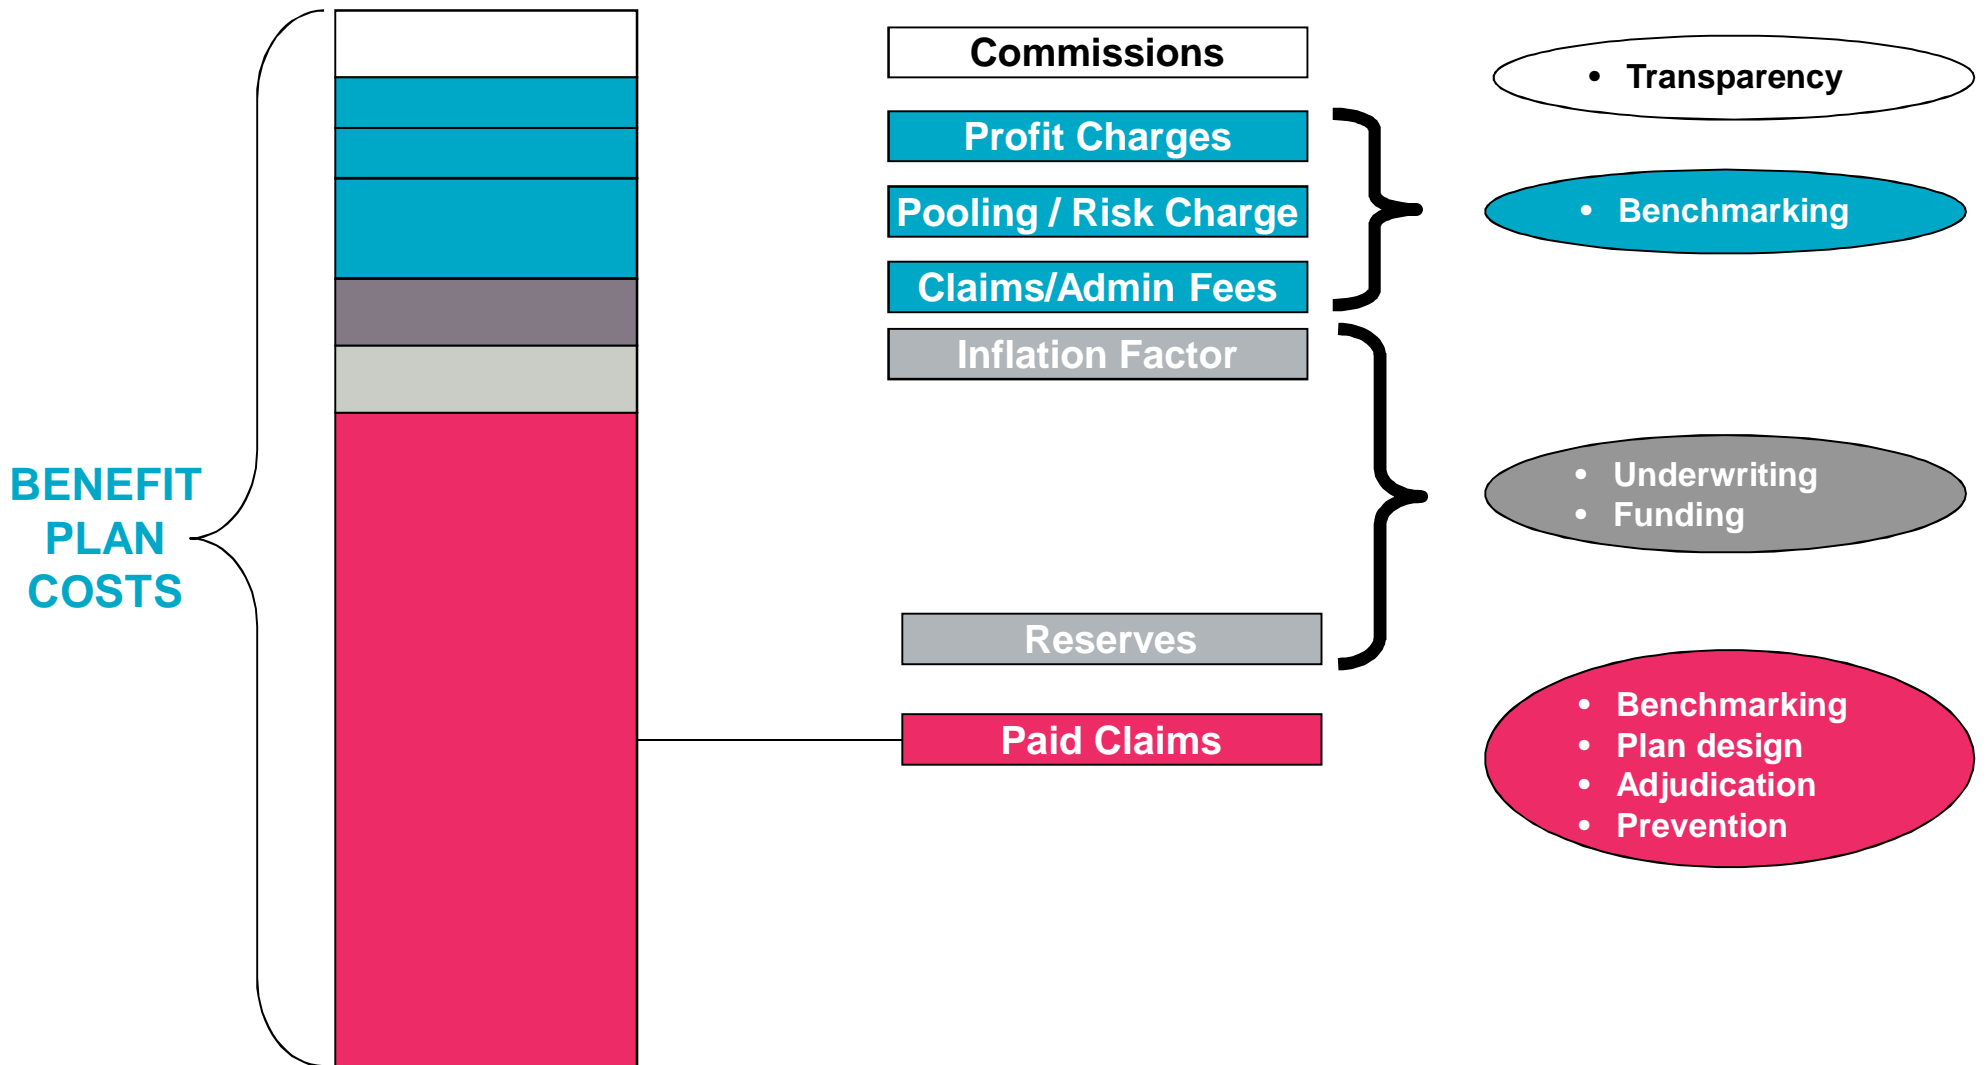 BENEFIT
PLAN
COSTS
Commissions
Profit Charges
Pooling / Risk Charge
Claims/Admin Fees
Inflation Factor
Reserves
Paid Claims
• Transparency
• Benchmarking
• Underwriting
• Funding
• Benchmarking
• Plan design
• Adjudication
• Prevention